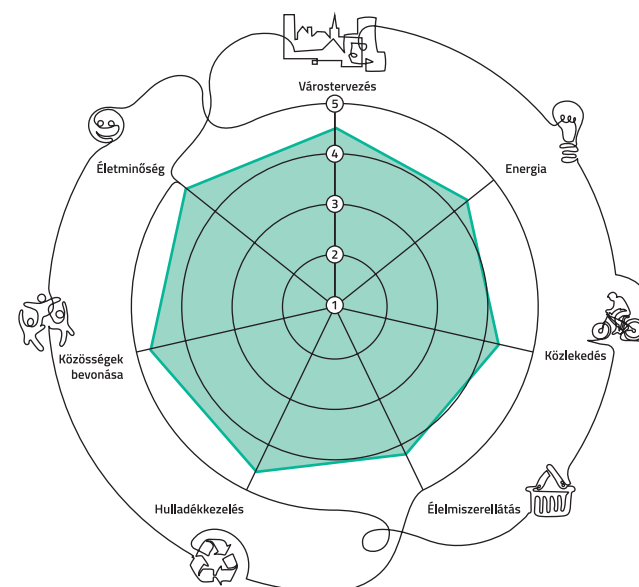 Várostervezés
5
Életminőség
Energia
4
3
2
1
Közösségek
bevonása
Közlekedés
Hulladékkezelés
Élelmiszerellátás